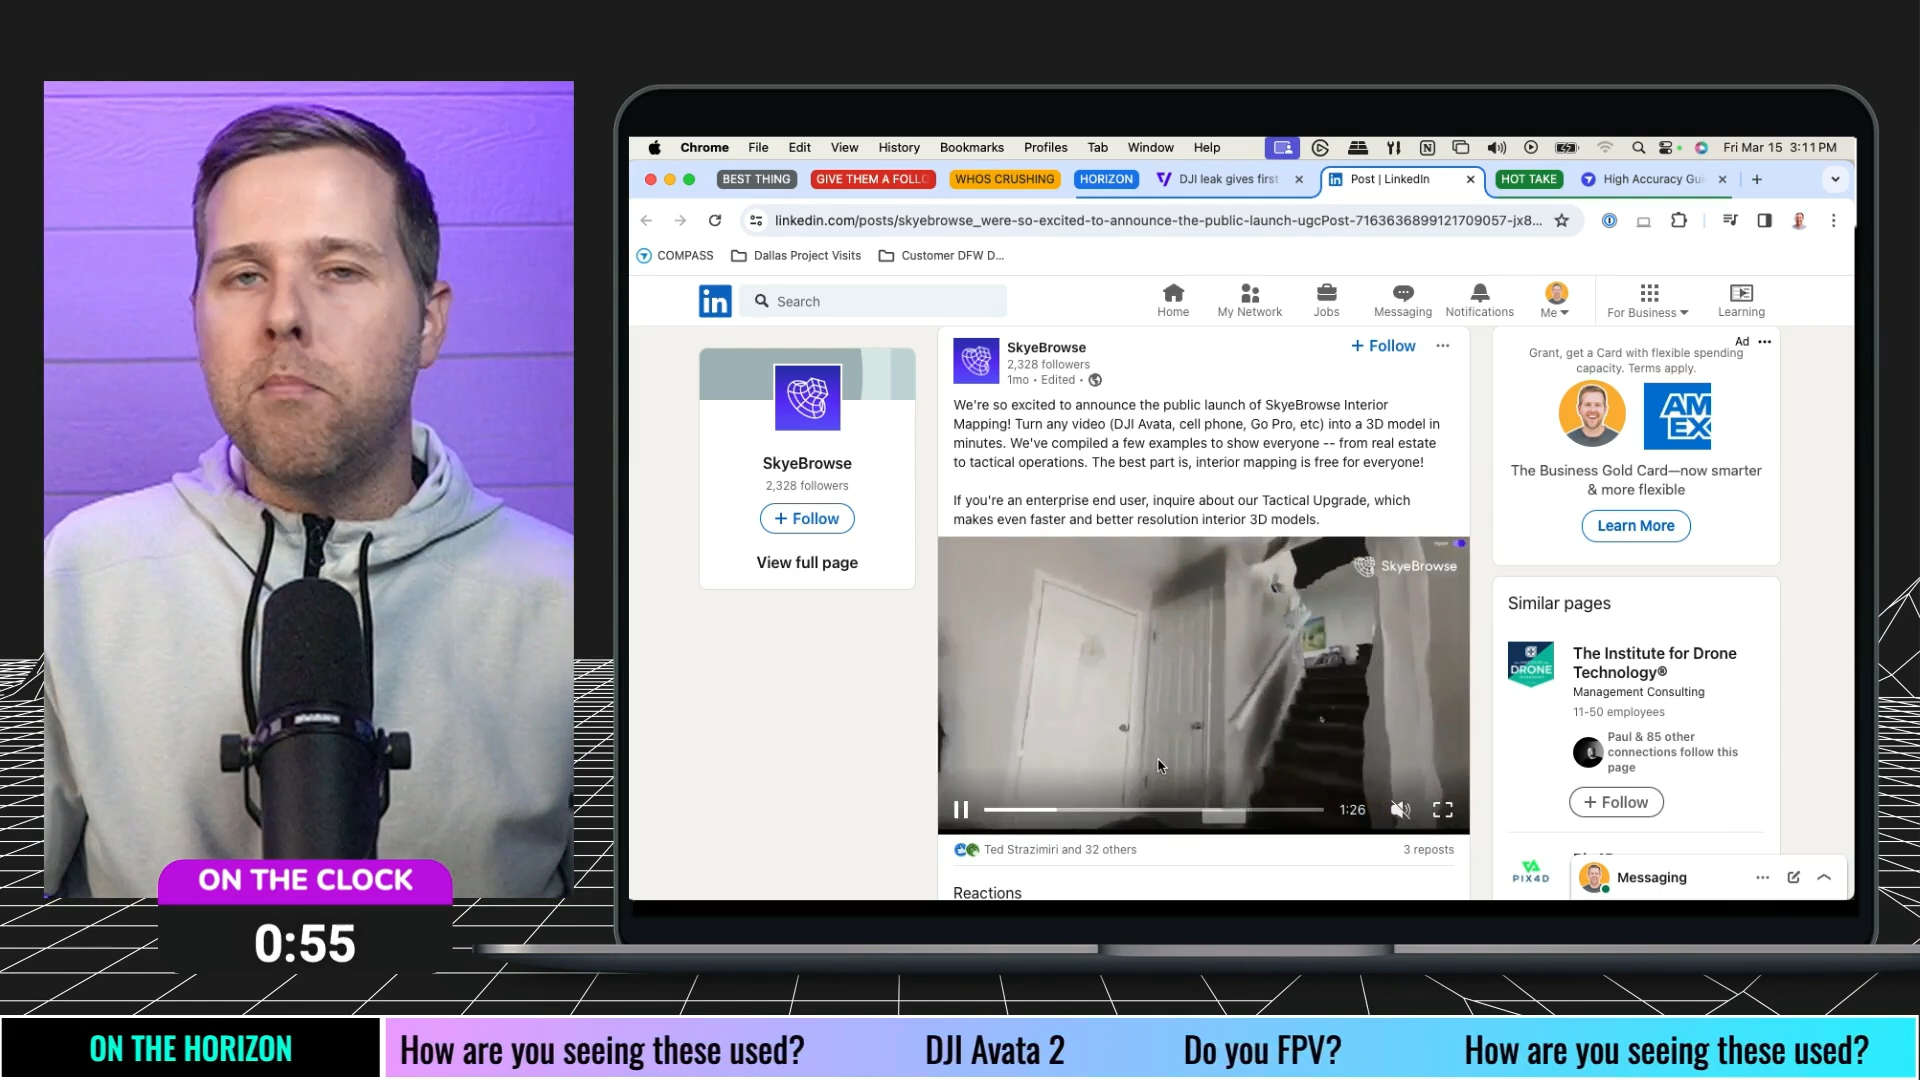 Chrome File Edit View History Bookmarks Profiles Tab Window Help
Fri Mar 15 3:11 PM
BEST THING
GIVE THEM A FOLLO
WHOS CRUSHING
HORIZON
DJI leak gives first
Post | LinkedIn
HOT TAKE
High Accuracy Gui
linkedin.com/posts/skyebrowse_were-so-excited-to-announce-the-public-launch-ugcPost-7163636899121709057-jx8...
COMPASS
Dallas Project Visits
Customer DFW D...
in
Search
Home
My Network
Jobs
Messaging
Notifications
Me
For Business
Learning
SkyeBrowse
2,328 followers
+ Follow
View full page
SkyeBrowse
2,328 followers
1mo • Edited •
+ Follow
We're so excited to announce the public launch of SkyeBrowse Interior
Mapping! Turn any video (DJI Avata, cell phone, Go Pro, etc) into a 3D model in
minutes. We've compiled a few examples to show everyone -- from real estate
to tactical operations. The best part is, interior mapping is free for everyone!
If you're an enterprise end user, inquire about our Tactical Upgrade, which
makes even faster and better resolution interior 3D models.
SkyeBrowse
1:26
Ted Strazimiri and 32 others
3 reposts
Reactions
Ad
Grant, get a Card with flexible spending
capacity. Terms apply.
AM
EX
The Business Gold Card—now smarter
& more flexible
Learn More
Similar pages
DRONE
The Institute for Drone
Technology®
Management Consulting
11-50 employees
Paul & 85 other
connections follow this
page
+ Follow
PIX4D
Messaging
ON THE CLOCK
0:55
ON THE HORIZON
How are you seeing these used?
DJI Avata 2
Do you FPV?
How are you seeing these used?